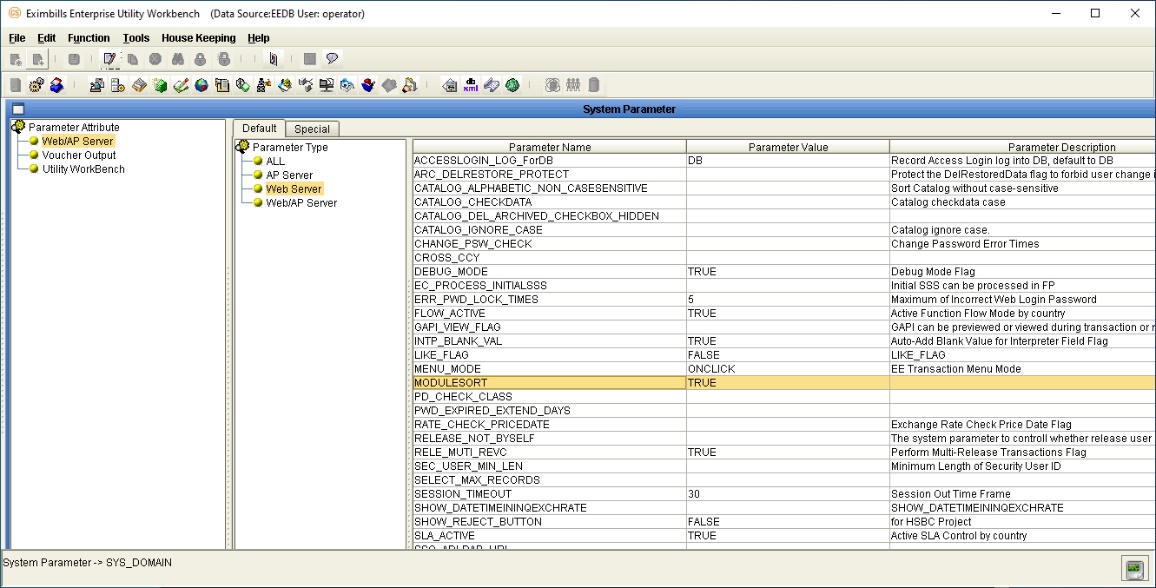 Eximbills Enterprise Utility Workbench (Data Source:EEDB User: operator)
File Edit Function Tools House Keeping Help
System Parameter
Parameter Attribute
Web/AP Server
Voucher Output
Utility WorkBench
Default Special
Parameter Type
ALL
AP Server
Web Server
Web/AP Server
Parameter Name Parameter Value Parameter Description
ACCESSLOGIN_LOG_ForDB DB Record Access Login log into DB, default to DB
ARC_DELRESTORE_PROTECT Protect the DelRestoredData flag to forbid user change i
CATALOG_ALPHABETIC_NON_CASESENSITIVE Sort Catalog without case-sensitive
CATALOG_CHECKDATA Catalog checkdata case
CATALOG_DEL_ARCHIVED_CHECKBOX_HIDDEN
CATALOG_IGNORE_CASE Catalog ignore case.
CHANGE_PSW_CHECK Change Password Error Times
CROSS_CCY
DEBUG_MODE TRUE Debug Mode Flag
EC_PROCESS_INITIALSSS Initial SSS can be processed in FP
ERR_PWD_LOCK_TIMES 5 Maximum of Incorrect Web Login Password
FLOW_ACTIVE TRUE Active Function Flow Mode by country
GAPI_VIEW_FLAG GAPI can be previewed or viewed during transaction or r
INTP_BLANK_VAL TRUE Auto-Add Blank Value for Interpreter Field Flag
LIKE_FLAG FALSE LIKE_FLAG
MENU_MODE ONCLICK EE Transaction Menu Mode
MODULESORT TRUE
PD_CHECK_CLASS
PWD_EXPIRED_EXTEND_DAYS
RATE_CHECK_PRICEDATE Exchange Rate Check Price Date Flag
RELEASE_NOT_BYSELF The system parameter to controll whether release user
RELE_MUTI_REVC TRUE Perform Multi-Release Transactions Flag
SEC_USER_MIN_LEN Minimum Length of Security User ID
SELECT_MAX_RECORDS
SESSION_TIMEOUT 30 Session Out Time Frame
SHOW_DATETIMEININQEXCHRATE SHOW_DATETIMEININQEXCHRATE
SHOW_REJECT_BUTTON FALSE for HSBC Project
SLA_ACTIVE TRUE Active SLA Control by country
System Parameter -> SYS_DOMAIN